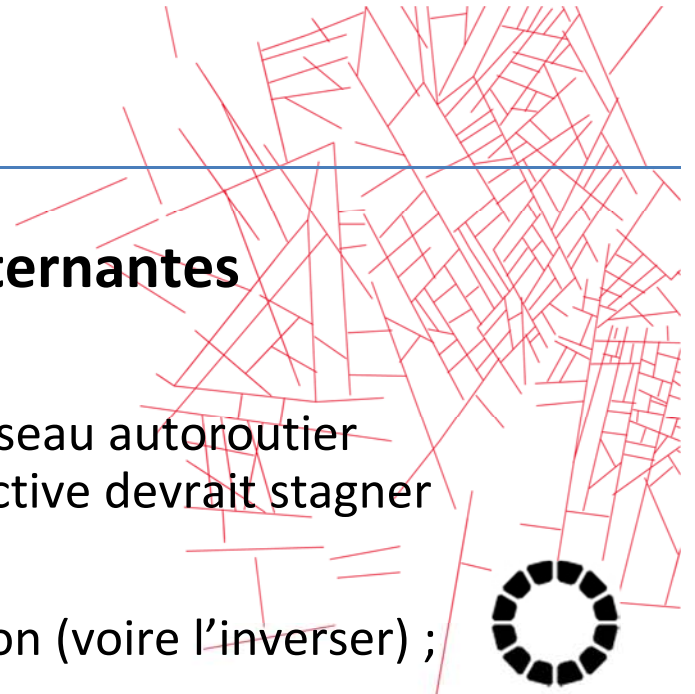 ternantes
seau autoroutier
ctive devrait stagner
on (voire l’inverser) ;